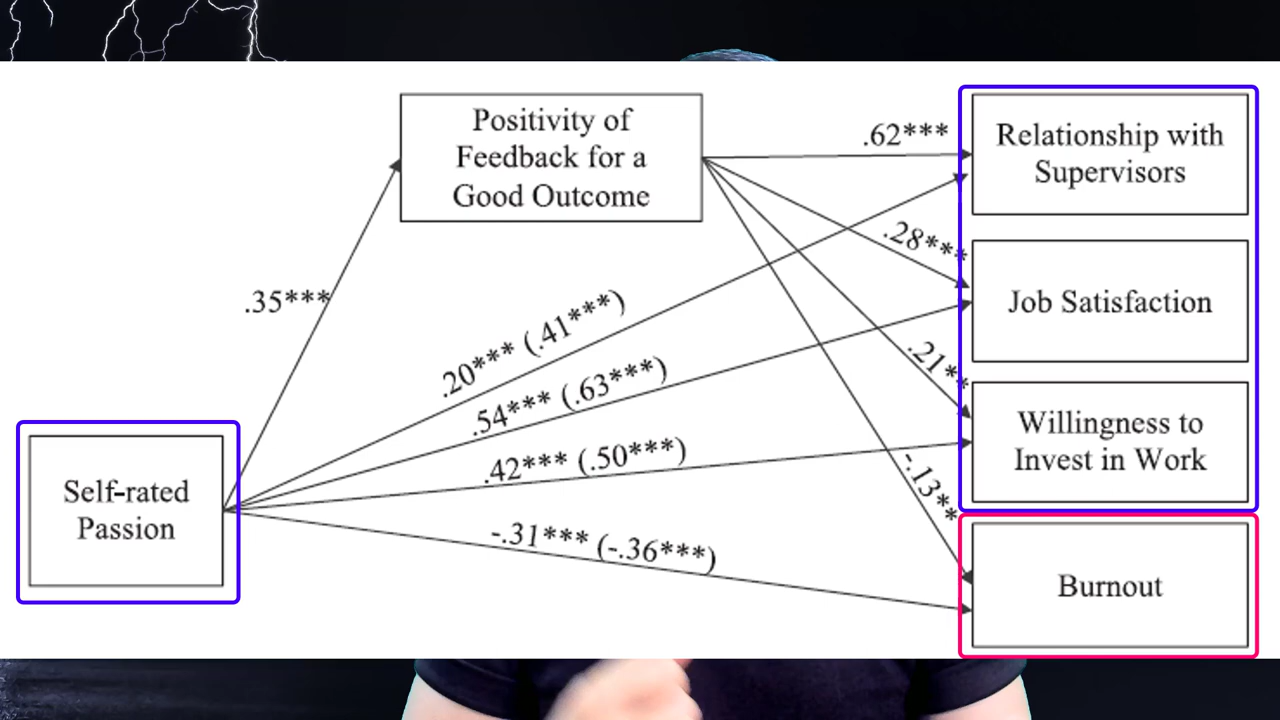 Positivity of
Feedback for a
Good Outcome
.62***
Relationship with
Supervisors
.28***
.35***
.20*** (.41***)
Job Satisfaction
.54*** (.63***)
.21**
Willingness to
Invest in Work
.42*** (.50***)
-.13**
Self-rated
Passion
-.31*** (-.36***)
Burnout